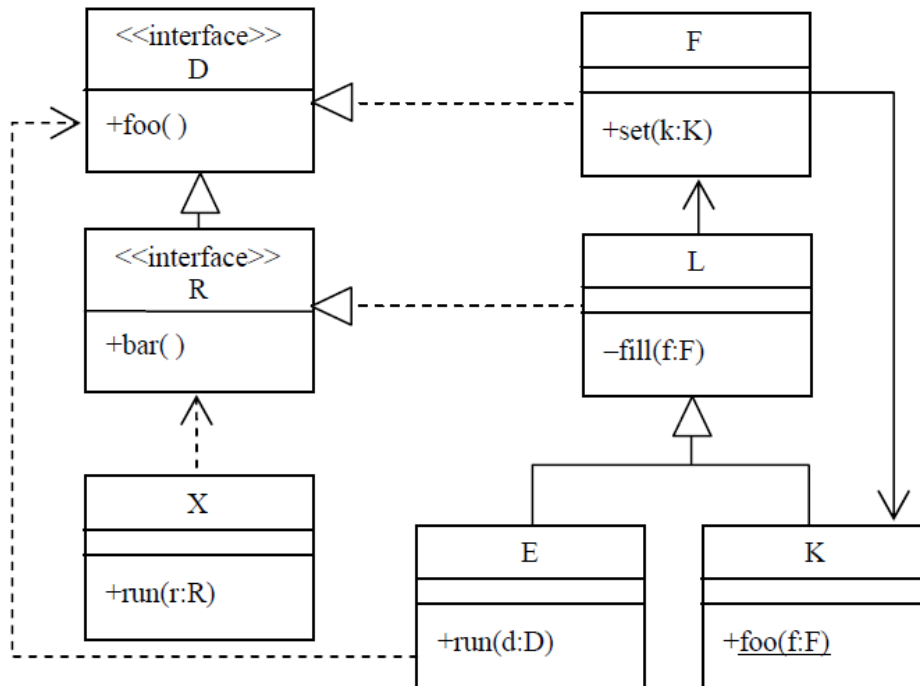 <<interface>>
D
+foo( )
F
+set(k:K)
<<interface>>
R
+bar( )
L
–fill(f:F)
X
+run(r:R)
E
+run(d:D)
K
+foo(f:F)